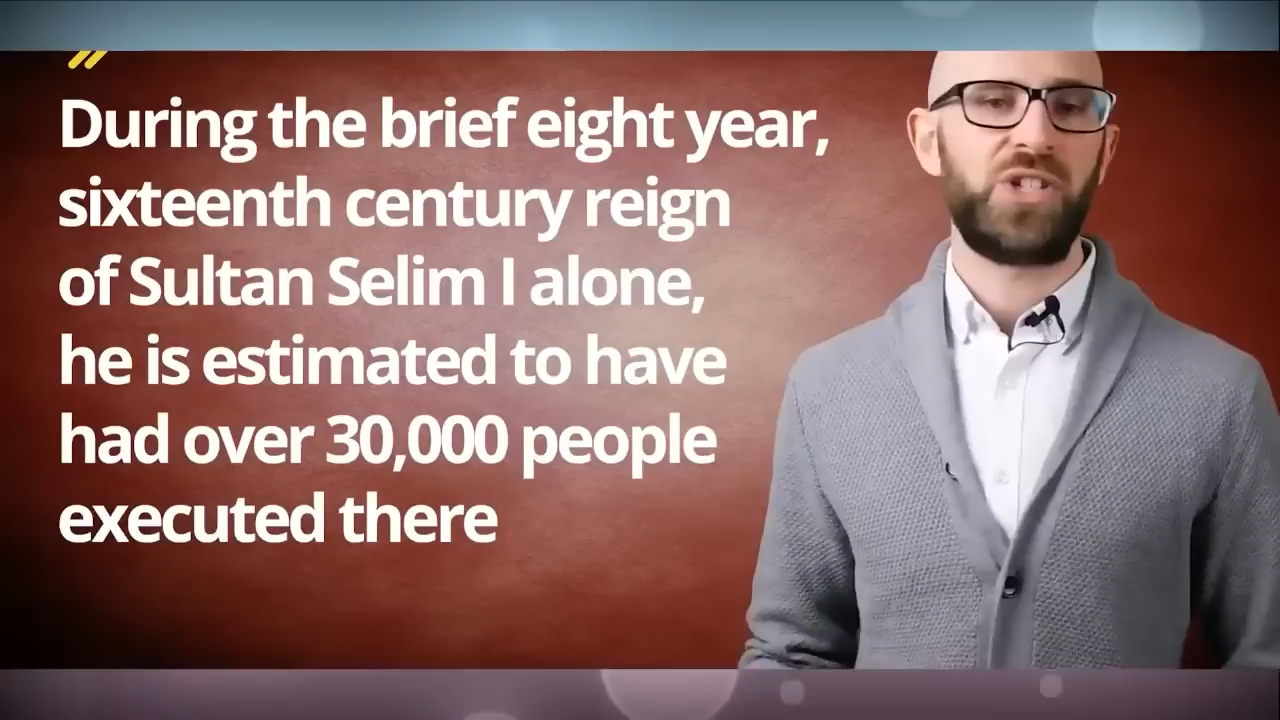 During the brief eight year,
sixteenth century reign
of Sultan Selim I alone,
he is estimated to have
had over 30,000 people
executed there